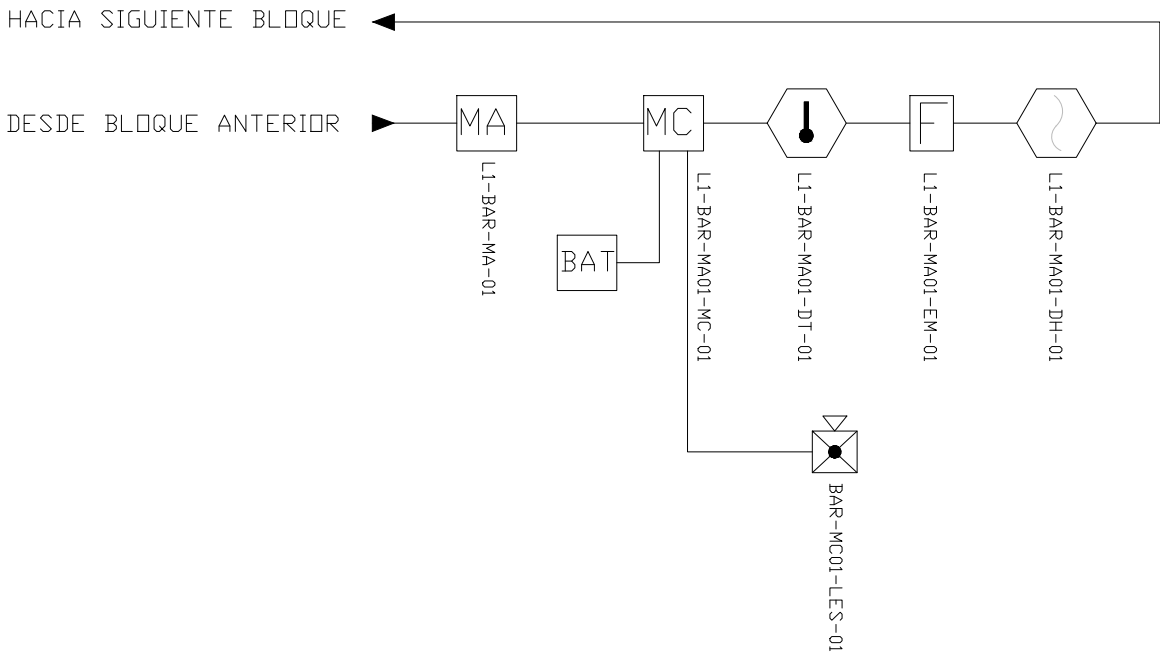 HACIA SIGUIENTE BLOQUE
DESDE BLOQUE ANTERIOR
MA
MC
F
BAT
L1-BAR-MA-01
L1-BAR-MA01-MC-01
L1-BAR-MA01-DT-01
L1-BAR-MA01-EM-01
L1-BAR-MA01-DH-01
BAR-MC01-LES-01